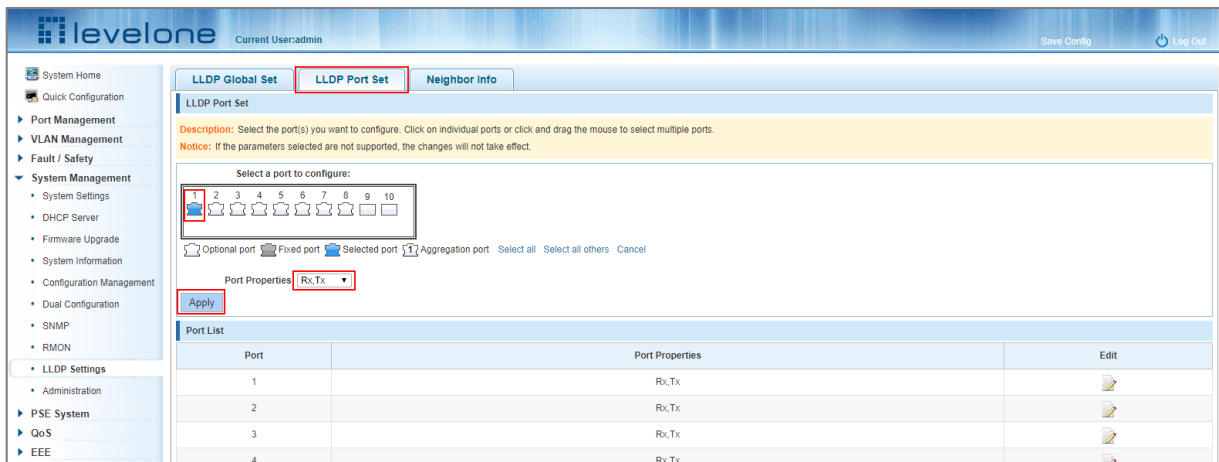 levelone
Current User:admin
Save Config
Log Out
System Home
Quick Configuration
Port Management
VLAN Management
Fault / Safety
System Management
System Settings
DHCP Server
Firmware Upgrade
System Information
Configuration Management
Dual Configuration
SNMP
RMON
LLDP Settings
Administration
PSE System
QoS
EEE
LLDP Global Set LLDP Port Set Neighbor Info
LLDP Port Set
Description: Select the port(s) you want to configure. Click on individual ports or click and drag the mouse to select multiple ports.
Notice: If the parameters selected are not supported, the changes will not take effect.
Select a port to configure:
1 2 3 4 5 6 7 8 9 10
Optional port Fixed port Selected port 1 Aggregation port Select all Select all others Cancel
Port Properties Rx,Tx
Apply
Port List
Port Port Properties Edit
1 Rx,Tx
2 Rx,Tx
3 Rx,Tx
4 Rx,Tx